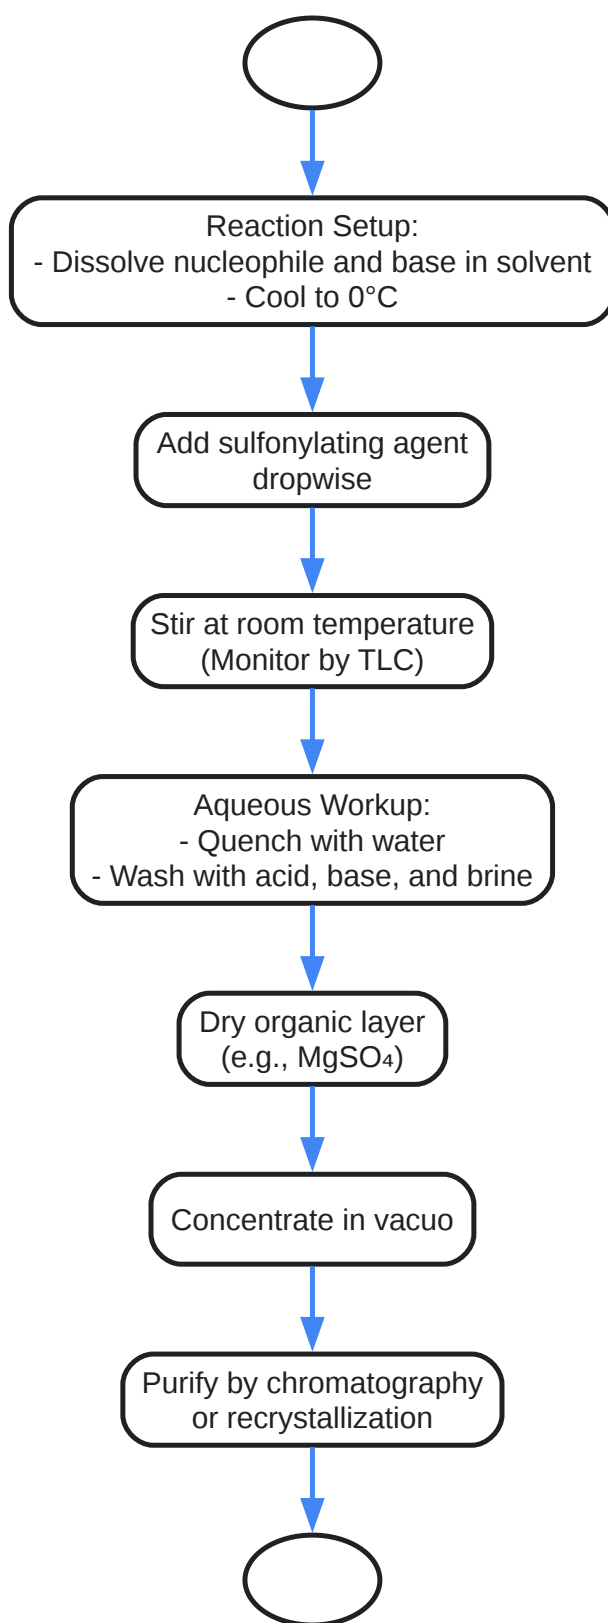 Reaction Setup:
- Dissolve nucleophile and base in solvent
- Cool to 0°C
Add sulfonylating agent
dropwise
Stir at room temperature
(Monitor by TLC)
Aqueous Workup:
- Quench with water
- Wash with acid, base, and brine
Dry organic layer
(e.g., MgSO₄)
Concentrate in vacuo
Purify by chromatography
or recrystallization